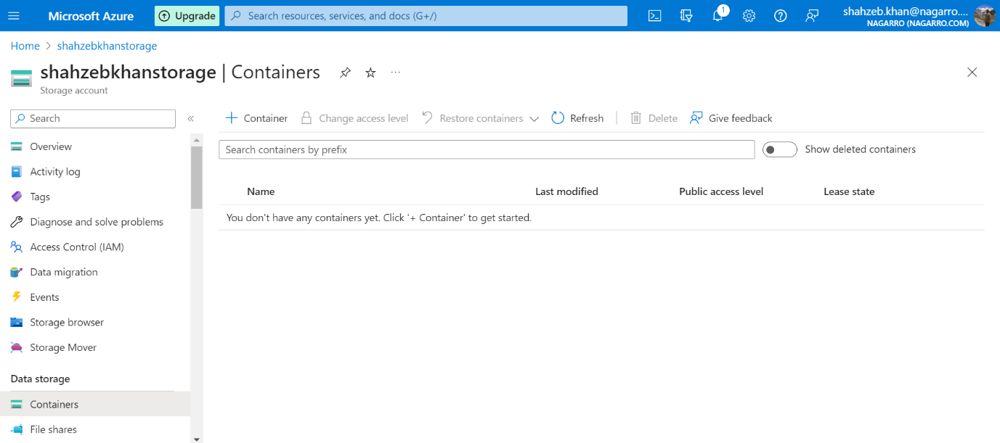 Microsoft Azure
Upgrade
Search resources, services, and docs (G+/)
1
shahzeb.khan@nagarro....
NAGARRO (NAGARRO.COM)
Home > shahzebkhanstorage
shahzebkhanstorage | Containers
...
Storage account
Search
«
Container
Change access level
Restore containers
Refresh
Delete
Give feedback
Search containers by prefix
Show deleted containers
Overview
Activity log
Tags
Diagnose and solve problems
Access Control (IAM)
Data migration
Events
Storage browser
Storage Mover
Data storage
Containers
File shares
Name
Last modified
Public access level
Lease state
You don't have any containers yet. Click '+ Container' to get started.